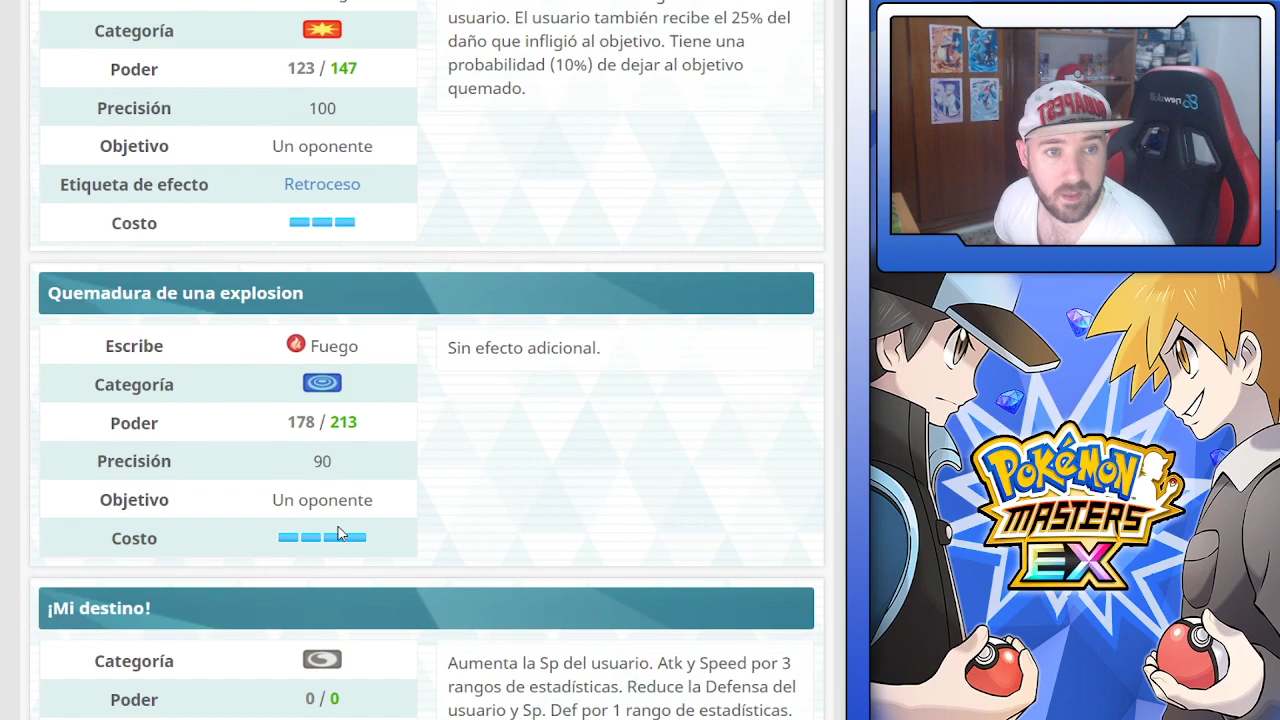 usuario. El usuario también recibe el 25% del
daño que infligió al objetivo. Tiene una
probabilidad (10%) de dejar al objetivo
quemado.
Categoría
Poder 123 / 147
Precisión 100
Objetivo Un oponente
Etiqueta de efecto Retroceso
Costo
Quemadura de una explosion
Escribe Fuego
Sin efecto adicional.
Categoría
Poder 178 / 213
Precisión 90
Objetivo Un oponente
Costo
¡Mi destino!
Categoría
Poder 0 / 0
Aumenta la Sp del usuario. Atk y Speed por 3
rangos de estadísticas. Reduce la Defensa del
usuario y Sp. Def por 1 rango de estadísticas.
BUDAPEST
newskill
POKéMON
MASTERS
EX